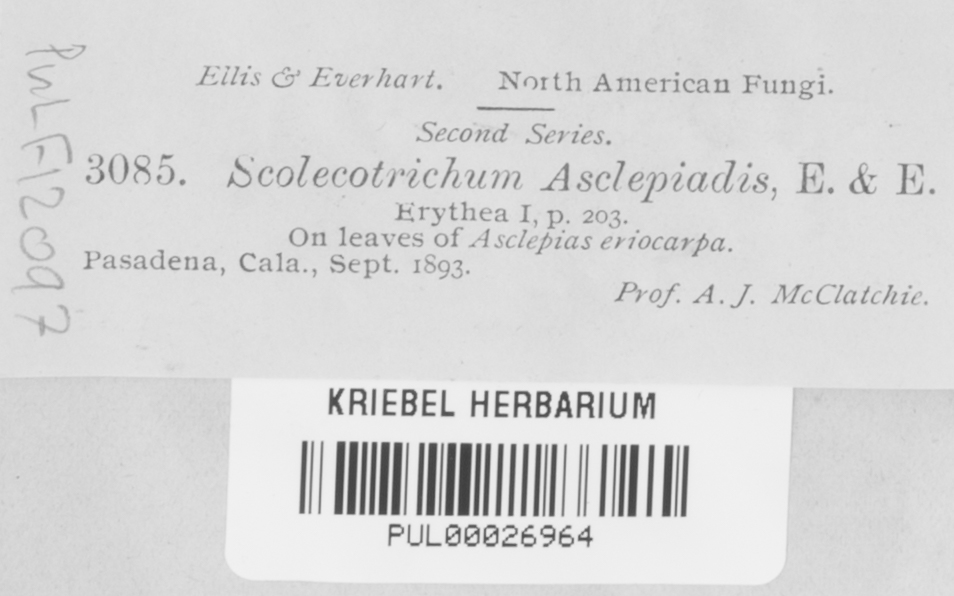 Ellis & Everhart. North American Fungi.
Second Series.
3085. Scolecotrichum Asclepiadis, E. & E.
Erythea I, p. 203.
On leaves of Asclepias eriocarpa.
Pasadena, Cala., Sept. 1893.
Prof. A. J. McClatchie.
PUL F12097
KRIEBEL HERBARIUM
PUL00026964